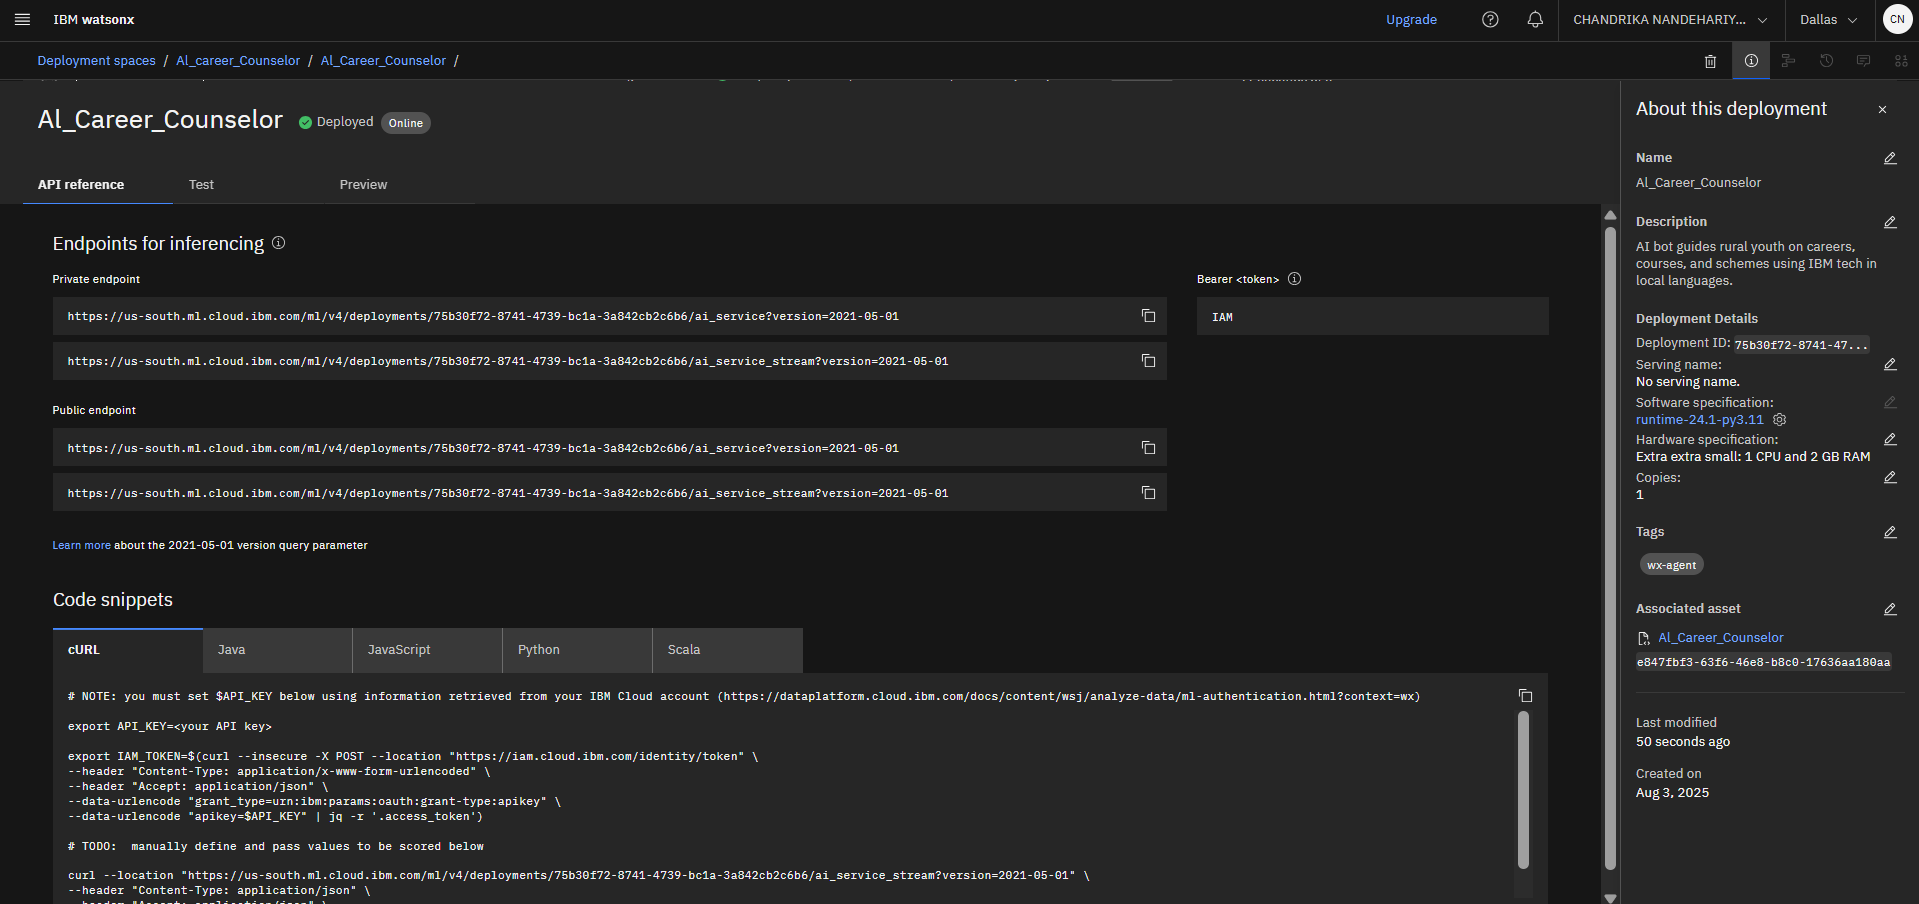 IBM watsonx
Upgrade
CHANDRIKA NANDEHARIY...
Dallas
CN
Deployment spaces / Al_career_Counselor / Al_Career_Counselor /
Al_Career_Counselor
Deployed
Online
API reference
Test
Preview
Endpoints for inferencing
Private endpoint
https://us-south.ml.cloud.ibm.com/ml/v4/deployments/75b30f72-8741-4739-bc1a-3a842cb2c6b6/ai_service?version=2021-05-01
https://us-south.ml.cloud.ibm.com/ml/v4/deployments/75b30f72-8741-4739-bc1a-3a842cb2c6b6/ai_service_stream?version=2021-05-01
Bearer <token>
IAM
Public endpoint
https://us-south.ml.cloud.ibm.com/ml/v4/deployments/75b30f72-8741-4739-bc1a-3a842cb2c6b6/ai_service?version=2021-05-01
https://us-south.ml.cloud.ibm.com/ml/v4/deployments/75b30f72-8741-4739-bc1a-3a842cb2c6b6/ai_service_stream?version=2021-05-01
Learn more about the 2021-05-01 version query parameter
Code snippets
cURL
Java
JavaScript
Python
Scala
# NOTE: you must set $API_KEY below using information retrieved from your IBM Cloud account (https://dataplatform.cloud.ibm.com/docs/content/wsj/analyze-data/ml-authentication.html?context=wx)
export API_KEY=<your API key>
export IAM_TOKEN=$(curl --insecure -X POST --location "https://iam.cloud.ibm.com/identity/token" \
--header "Content-Type: application/x-www-form-urlencoded" \
--header "Accept: application/json" \
--data-urlencode "grant_type=urn:ibm:params:oauth:grant-type:apikey" \
--data-urlencode "apikey=$API_KEY" | jq -r '.access_token')
# TODO:  manually define and pass values to be scored below
curl --location "https://us-south.ml.cloud.ibm.com/ml/v4/deployments/75b30f72-8741-4739-bc1a-3a842cb2c6b6/ai_service_stream?version=2021-05-01" \
--header "Content-Type: application/json" \
About this deployment
Name
Al_Career_Counselor
Description
AI bot guides rural youth on careers,
courses, and schemes using IBM tech in
local languages.
Deployment Details
Deployment ID: 75b30f72-8741-47...
Serving name:
No serving name.
Software specification:
runtime-24.1-py3.11
Hardware specification:
Extra extra small: 1 CPU and 2 GB RAM
Copies:
1
Tags
wx-agent
Associated asset
Al_Career_Counselor
e847fbf3-63f6-46e8-b8c0-17636aa180aa
Last modified
50 seconds ago
Created on
Aug 3, 2025